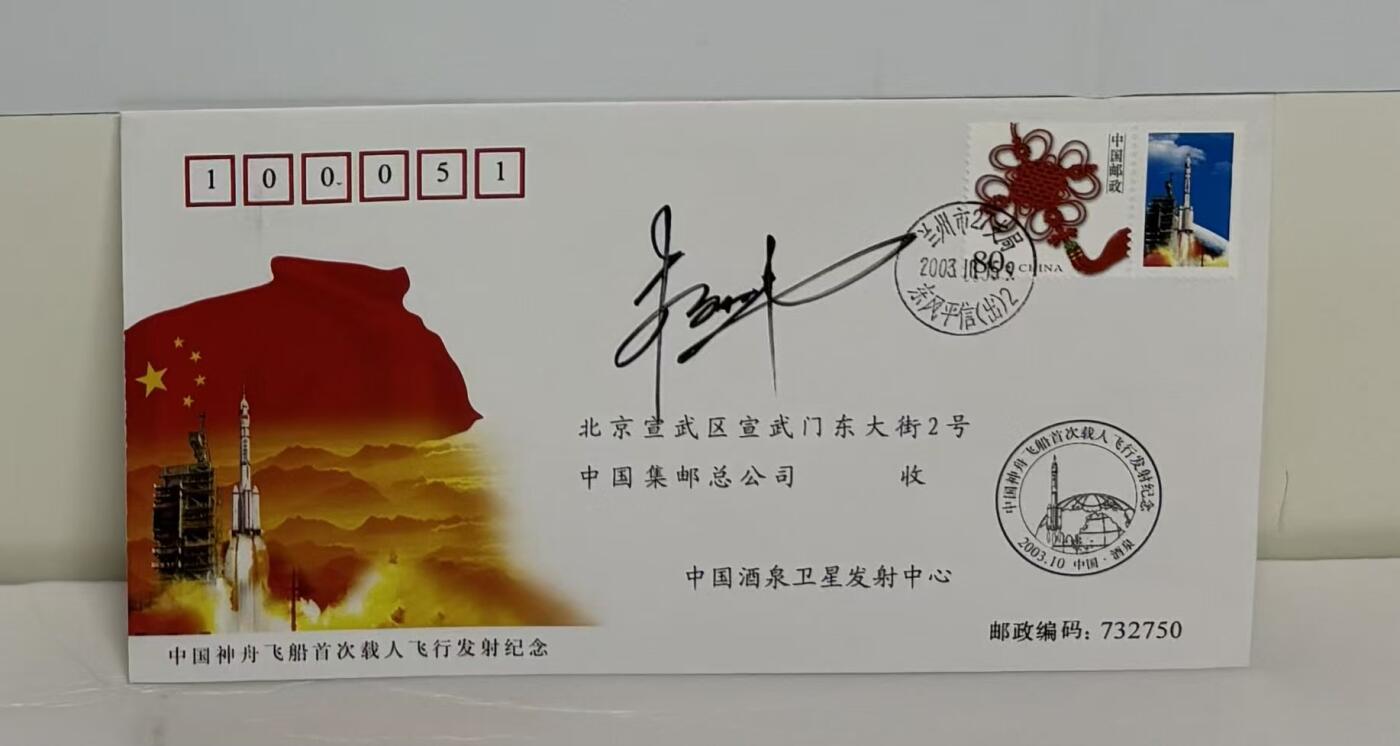 100051
中国邮政
80分 CHINA
2003.10
东风平信(出)2
北京宣武区宣武门东大街2号
中国集邮总公司 收
中国神舟飞船首次载人飞行发射纪念
2003.10 中国·酒泉
中国酒泉卫星发射中心
邮政编码：732750
中国神舟飞船首次载人飞行发射纪念